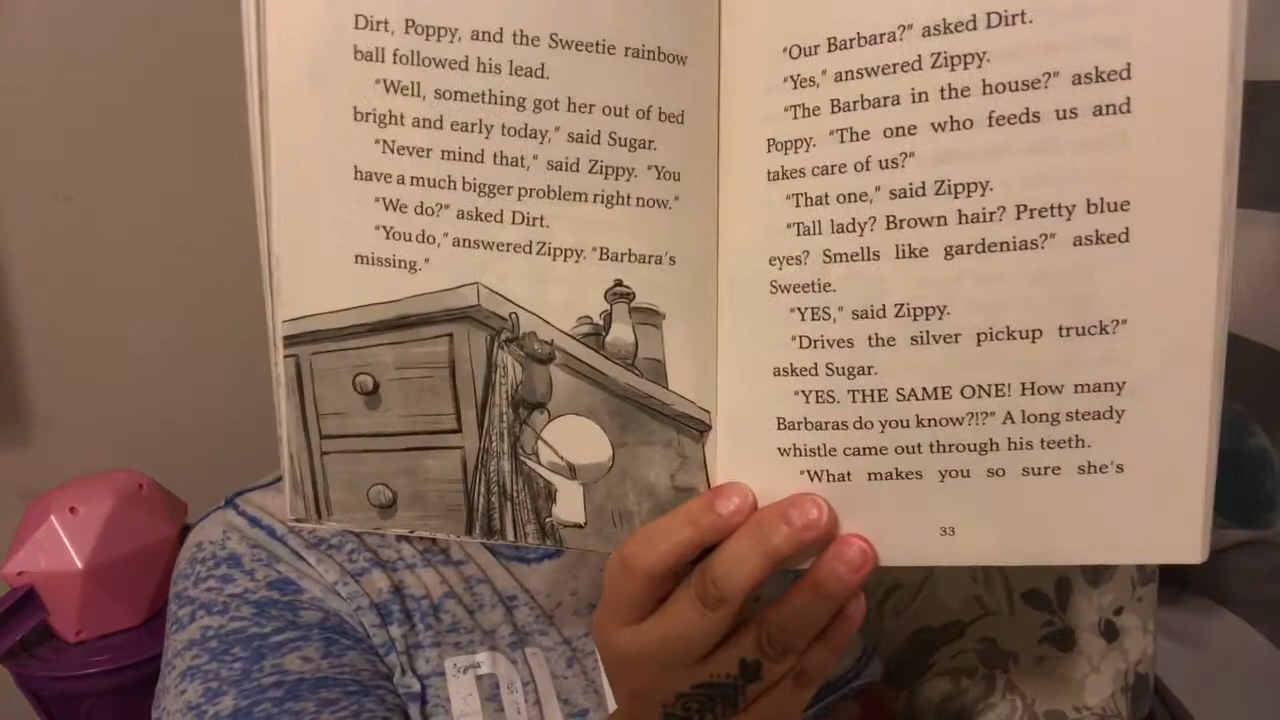 Dirt, Poppy, and the Sweetie rainbow
ball followed his lead.
"Well, something got her out of bed
bright and early today," said Sugar.
"Never mind that," said Zippy. "You
have a much bigger problem right now."
"We do?" asked Dirt.
"You do," answered Zippy. "Barbara's
missing."
"Our Barbara?" asked Dirt.
"Yes," answered Zippy.
"The Barbara in the house?" asked
Poppy. "The one who feeds us and
takes care of us?"
"That one," said Zippy.
"Tall lady? Brown hair? Pretty blue
eyes? Smells like gardenias?" asked
Sweetie.
"YES," said Zippy.
"Drives the silver pickup truck?"
asked Sugar.
"YES. THE SAME ONE! How many
Barbaras do you know?!?" A long steady
whistle came out through his teeth.
"What makes you so sure she's
33